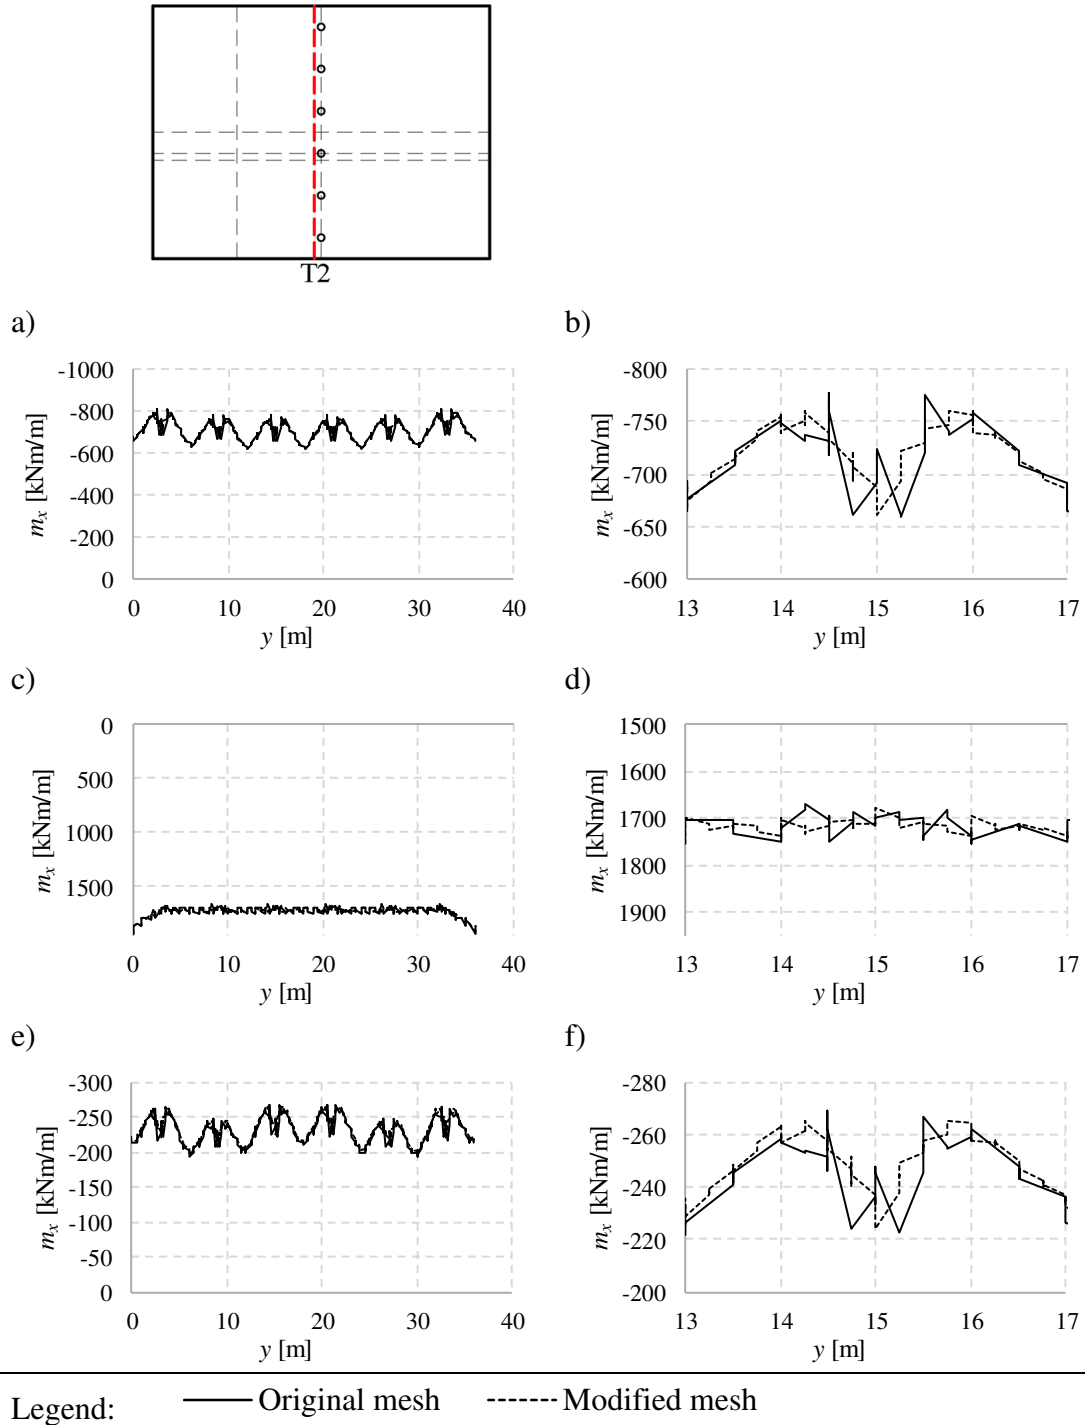 T2
a)
-1000
-800
-600
-400
-200
0
m_x [kNm/m]
0 10 20 30 40
y [m]
b)
-800
-750
-700
-650
-600
m_x [kNm/m]
13 14 15 16 17
y [m]
c)
0
500
1000
1500
m_x [kNm/m]
0 10 20 30 40
y [m]
d)
1500
1600
1700
1800
1900
m_x [kNm/m]
13 14 15 16 17
y [m]
e)
-300
-250
-200
-150
-100
-50
0
m_x [kNm/m]
0 10 20 30 40
y [m]
f)
-280
-260
-240
-220
-200
m_x [kNm/m]
13 14 15 16 17
y [m]
Legend: Original mesh Modified mesh